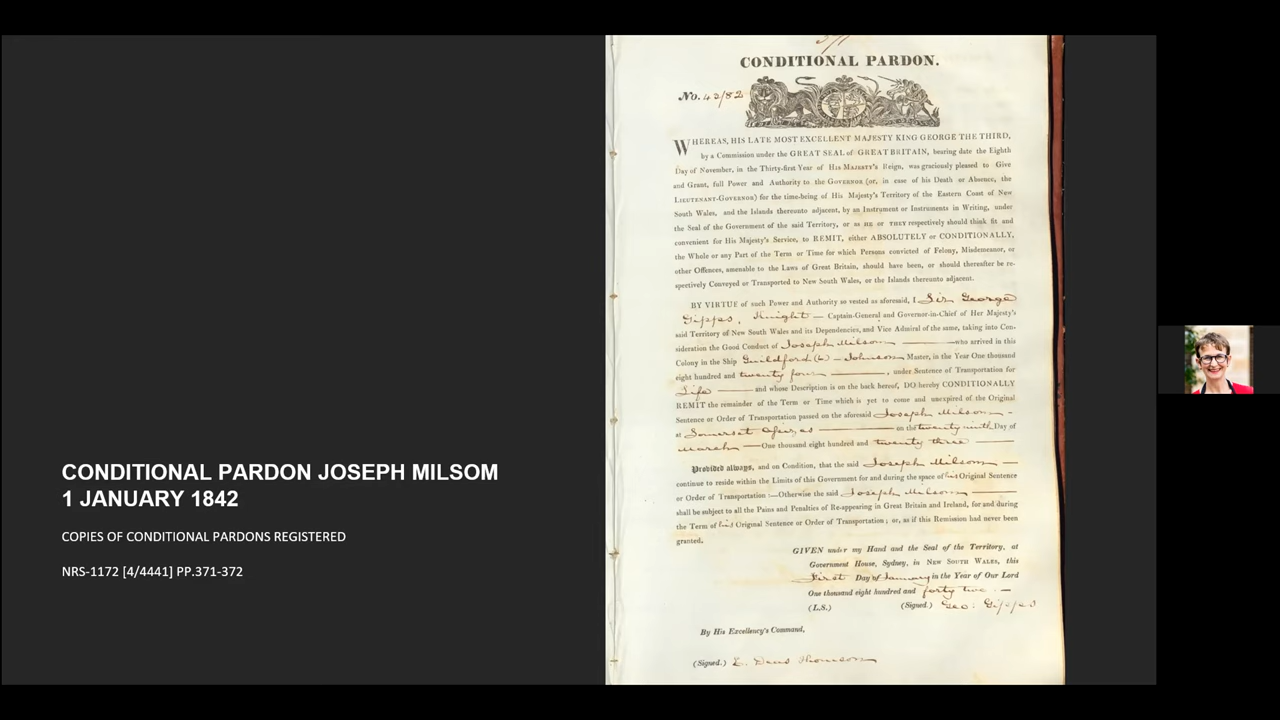 CONDITIONAL PARDON JOSEPH MILSOM
1 JANUARY 1842
COPIES OF CONDITIONAL PARDONS REGISTERED
NRS-1172 [4/4441] PP.371-372
CONDITIONAL PARDON.
No. 42/82
WHEREAS, HIS LATE MOST EXCELLENT MAJESTY KING GEORGE THE THIRD,
by a Commission under the GREAT SEAL of GREAT BRITAIN, bearing date the Eighth
Day of November, in the Thirty-first Year of HIS MAJESTY'S Reign, was graciously pleased to Give
and Grant, full Power and Authority to the GOVERNOR (or, in case of his Death or Absence, the
LIEUTENANT-GOVERNOR) for the time-being of His Majesty's Territory of the Eastern Coast of New
South Wales, and the Islands thereunto adjacent, by an Instrument or Instruments in Writing, under
the Seal of the Government of the said Territory, or as HE or THEY respectively should think fit and
convenient for His Majesty's Service, to REMIT, either ABSOLUTELY or CONDITIONALLY,
the Whole or any Part of the Term or Time for which Persons convicted of Felony, Misdemeanor, or
other Offences, amenable to the Laws of Great Britain, should have been, or should thereafter be re-
spectively Conveyed or Transported to New South Wales, or the Islands thereunto adjacent.
BY VIRTUE of such Power and Authority so vested as aforesaid, I Sir George
Gipps, Knight — Captain-General and Governor-in-Chief of Her Majesty's
said Territory of New South Wales and its Dependencies, and Vice Admiral of the same, taking into Con-
sideration the Good Conduct of Joseph Milsom — who arrived in this
Colony in the Ship Guildford (6) — Johnson Master, in the Year One thousand
eight hundred and twenty four —, under Sentence of Transportation for
Life — and whose Description is on the back hereof, DO hereby CONDITIONALLY
REMIT the remainder of the Term or Time which is yet to come and unexpired of the Original
Sentence or Order of Transportation passed on the aforesaid Joseph Milsom -
at Somerset Assizes — on the twenty ninth Day of
March — One thousand eight hundred and twenty three —
Provided always, and on Condition, that the said Joseph Milsom —
continue to reside within the Limits of this Government for and during the space of his Original Sentence
or Order of Transportation:—Otherwise the said Joseph Milsom —
shall be subject to all the Pains and Penalties of Re-appearing in Great Britain and Ireland, for and during
the Term of his Original Sentence or Order of Transportation; or, as if this Remission had never been
granted.
GIVEN under my Hand and the Seal of the Territory, at
Government House, Sydney, in NEW SOUTH WALES, this
First Day of January in the Year of Our Lord
One thousand eight hundred and forty two —
(L.S.) (Signed.) Geo: Gipps
By His Excellency's Command,
(Signed.) E. Deas Thomson